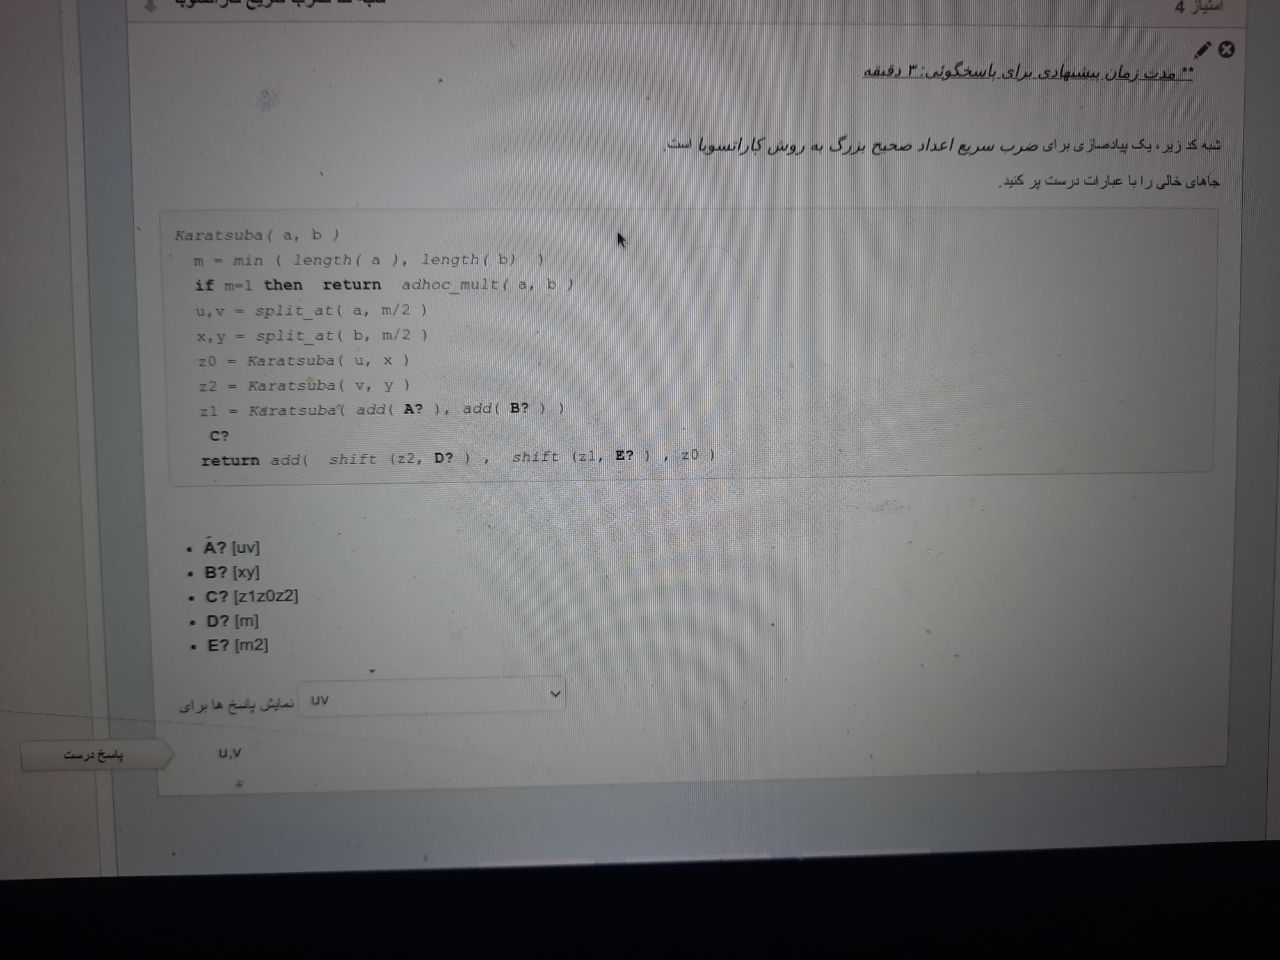 امتیاز 4
** مدت زمان پیشنهادی برای پاسخگوئی: ۳ دقیقه
شبه کد زیر، یک پیاده‌سازی برای ضرب سریع اعداد صحیح بزرگ به روش کاراتسوبا است.
جاهای خالی را با عبارات درست پر کنید.
Karatsuba( a, b )
m = min ( length( a ), length( b) )
if m=1 then return adhoc_mult( a, b )
u,v = split_at( a, m/2 )
x,y = split_at( b, m/2 )
z0 = Karatsuba( u, x )
z2 = Karatsuba( v, y )
z1 = Karatsuba( add( A? ), add( B? ) )
C?
return add( shift (z2, D? ) , shift (z1, E? ) , z0 )
• A? [uv]
• B? [xy]
• C? [z1z0z2]
• D? [m]
• E? [m2]
نمایش پاسخ ها برای uv
پاسخ درست u,v